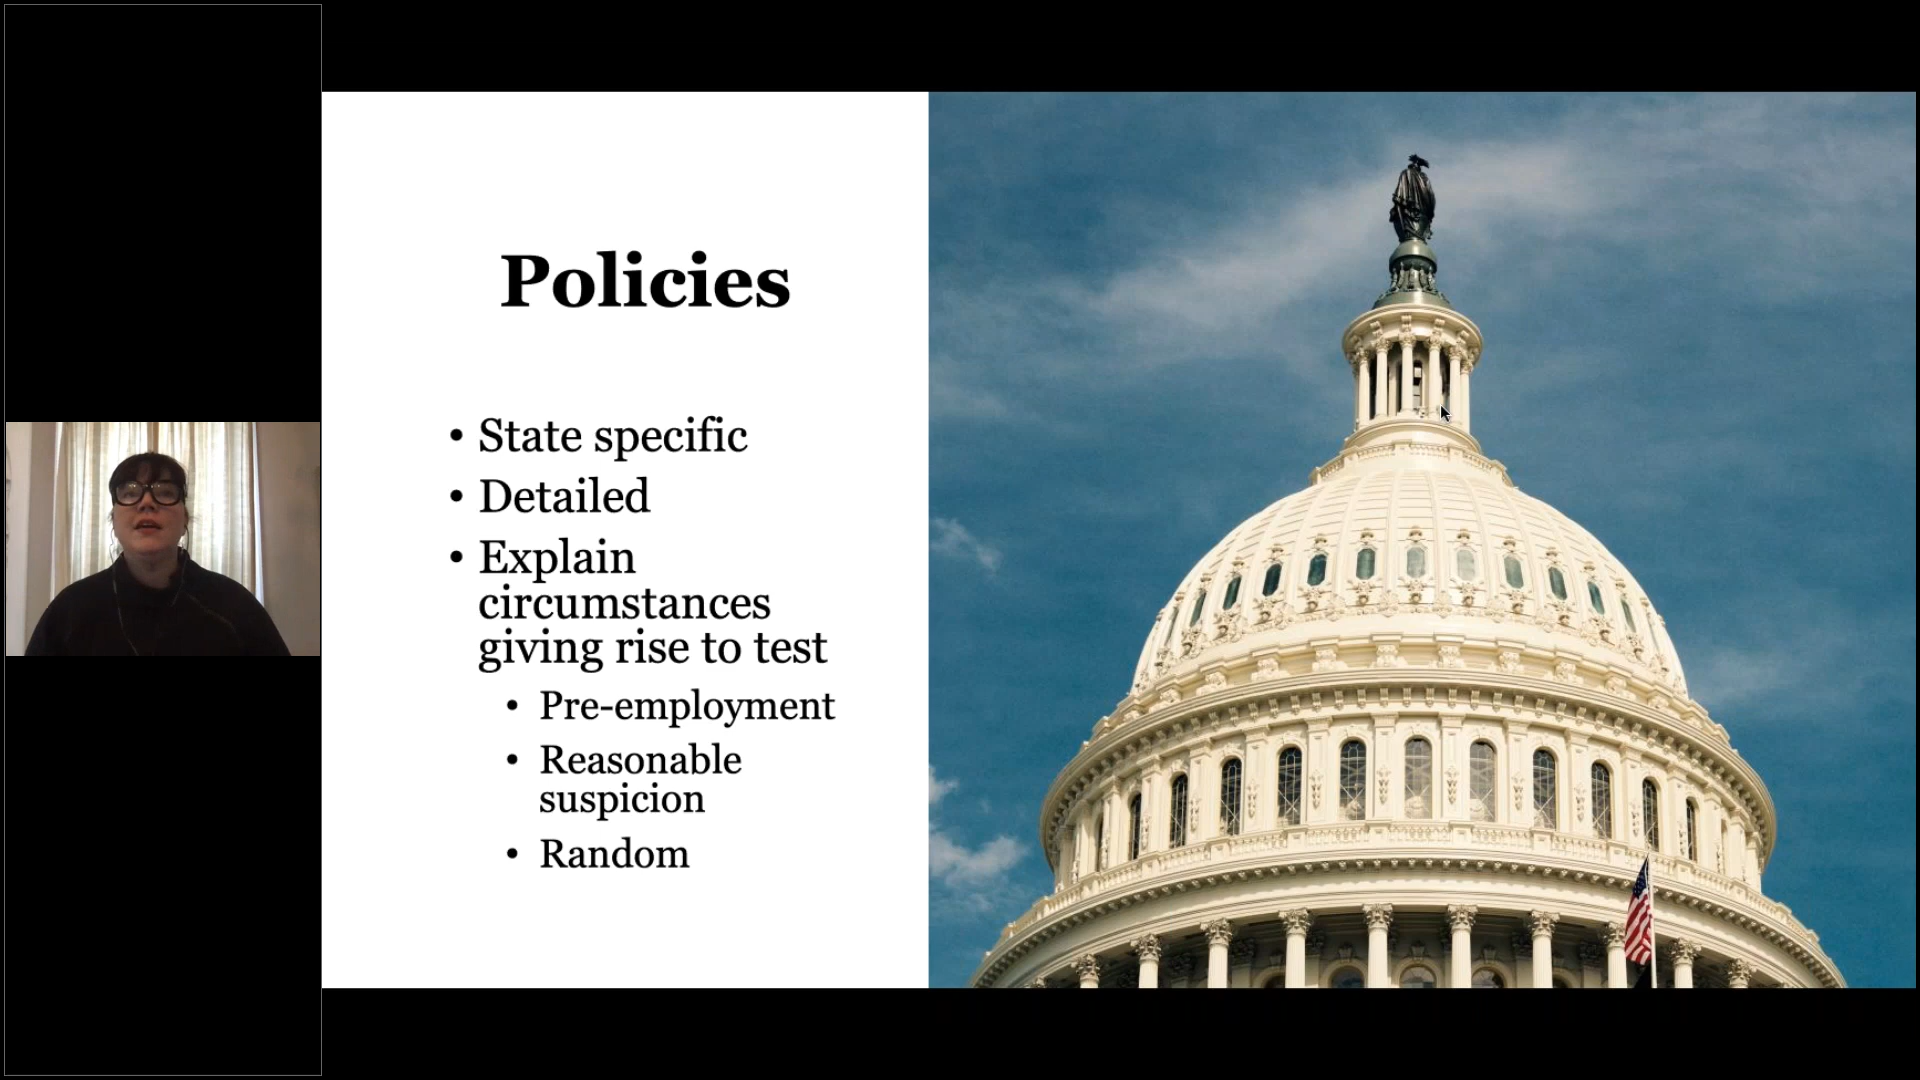 Policies
• State specific
• Detailed
• Explain
circumstances
giving rise to test
• Pre-employment
• Reasonable
suspicion
• Random